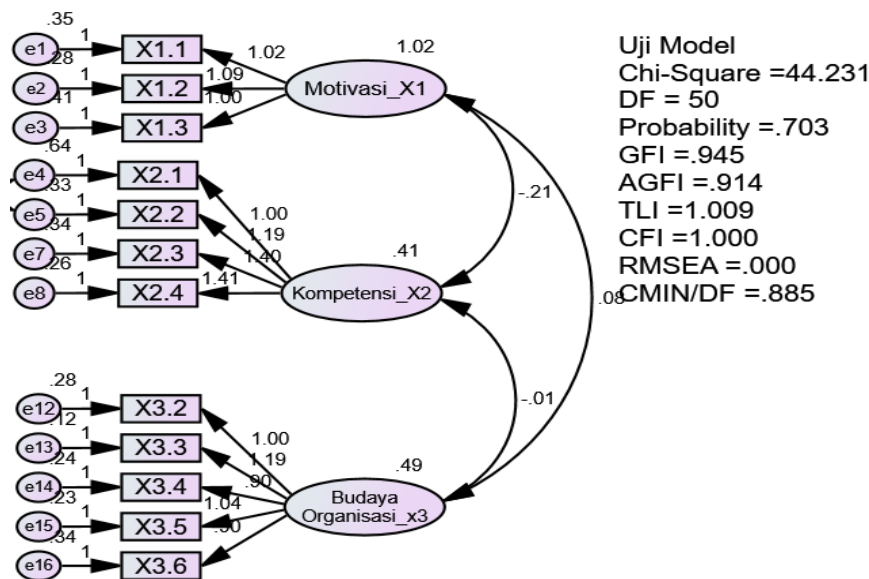 .35
e1
1
X1.1
1.02
1.02
.28
e2
1
X1.2
1.09
Motivasi_X1
.41
e3
1
X1.3
1.00
.64
e4
1
X2.1
.33
e5
1
X2.2
1.00
.34
e7
1
X2.3
1.19
.26
e8
1
X2.4
1.40
1.41
.41
Kompetensi_X2
-.21
.08
-.01
.28
e12
1
X3.2
.12
e13
1
X3.3
1.00
.24
e14
1
X3.4
1.19
.23
e15
1
X3.5
.90
.34
e16
1
X3.6
1.04
.49
Budaya
Organisasi_x3
Uji Model
Chi-Square =44.231
DF = 50
Probability =.703
GFI =.945
AGFI =.914
TLI =1.009
CFI =1.000
RMSEA =.000
CMIN/DF =.885